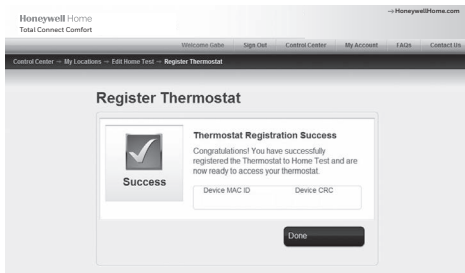 → HoneywellHome.com
Honeywell Home
Total Connect Comfort
Welcome Gabe Sign Out Control Center My Account FAQs Contact Us
Control Center → My Locations → Edit Home Test → Register Thermostat
Register Thermostat
Thermostat Registration Success
Congratulations! You have successfully
registered the Thermostat to Home Test and are
now ready to access your thermostat.
Success
Device MAC ID Device CRC
Done